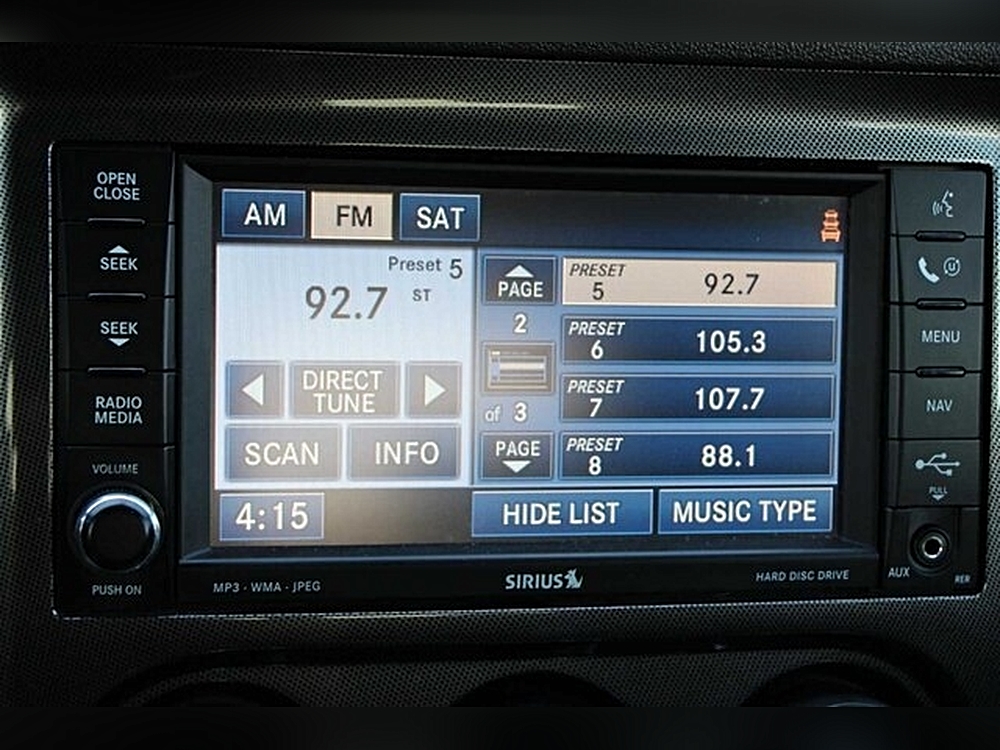 OPEN
CLOSE
SEEK
SEEK
RADIO
MEDIA
VOLUME
PUSH ON
AM FM SAT
Preset 5
92.7 ST
DIRECT
TUNE
SCAN INFO
4:15
PAGE
2
of 3
PAGE
PRESET
5 92.7
PRESET
6 105.3
PRESET
7 107.7
PRESET
8 88.1
HIDE LIST MUSIC TYPE
MP3 · WMA · JPEG
SIRIUS
HARD DISC DRIVE
MENU
NAV
PULL
AUX